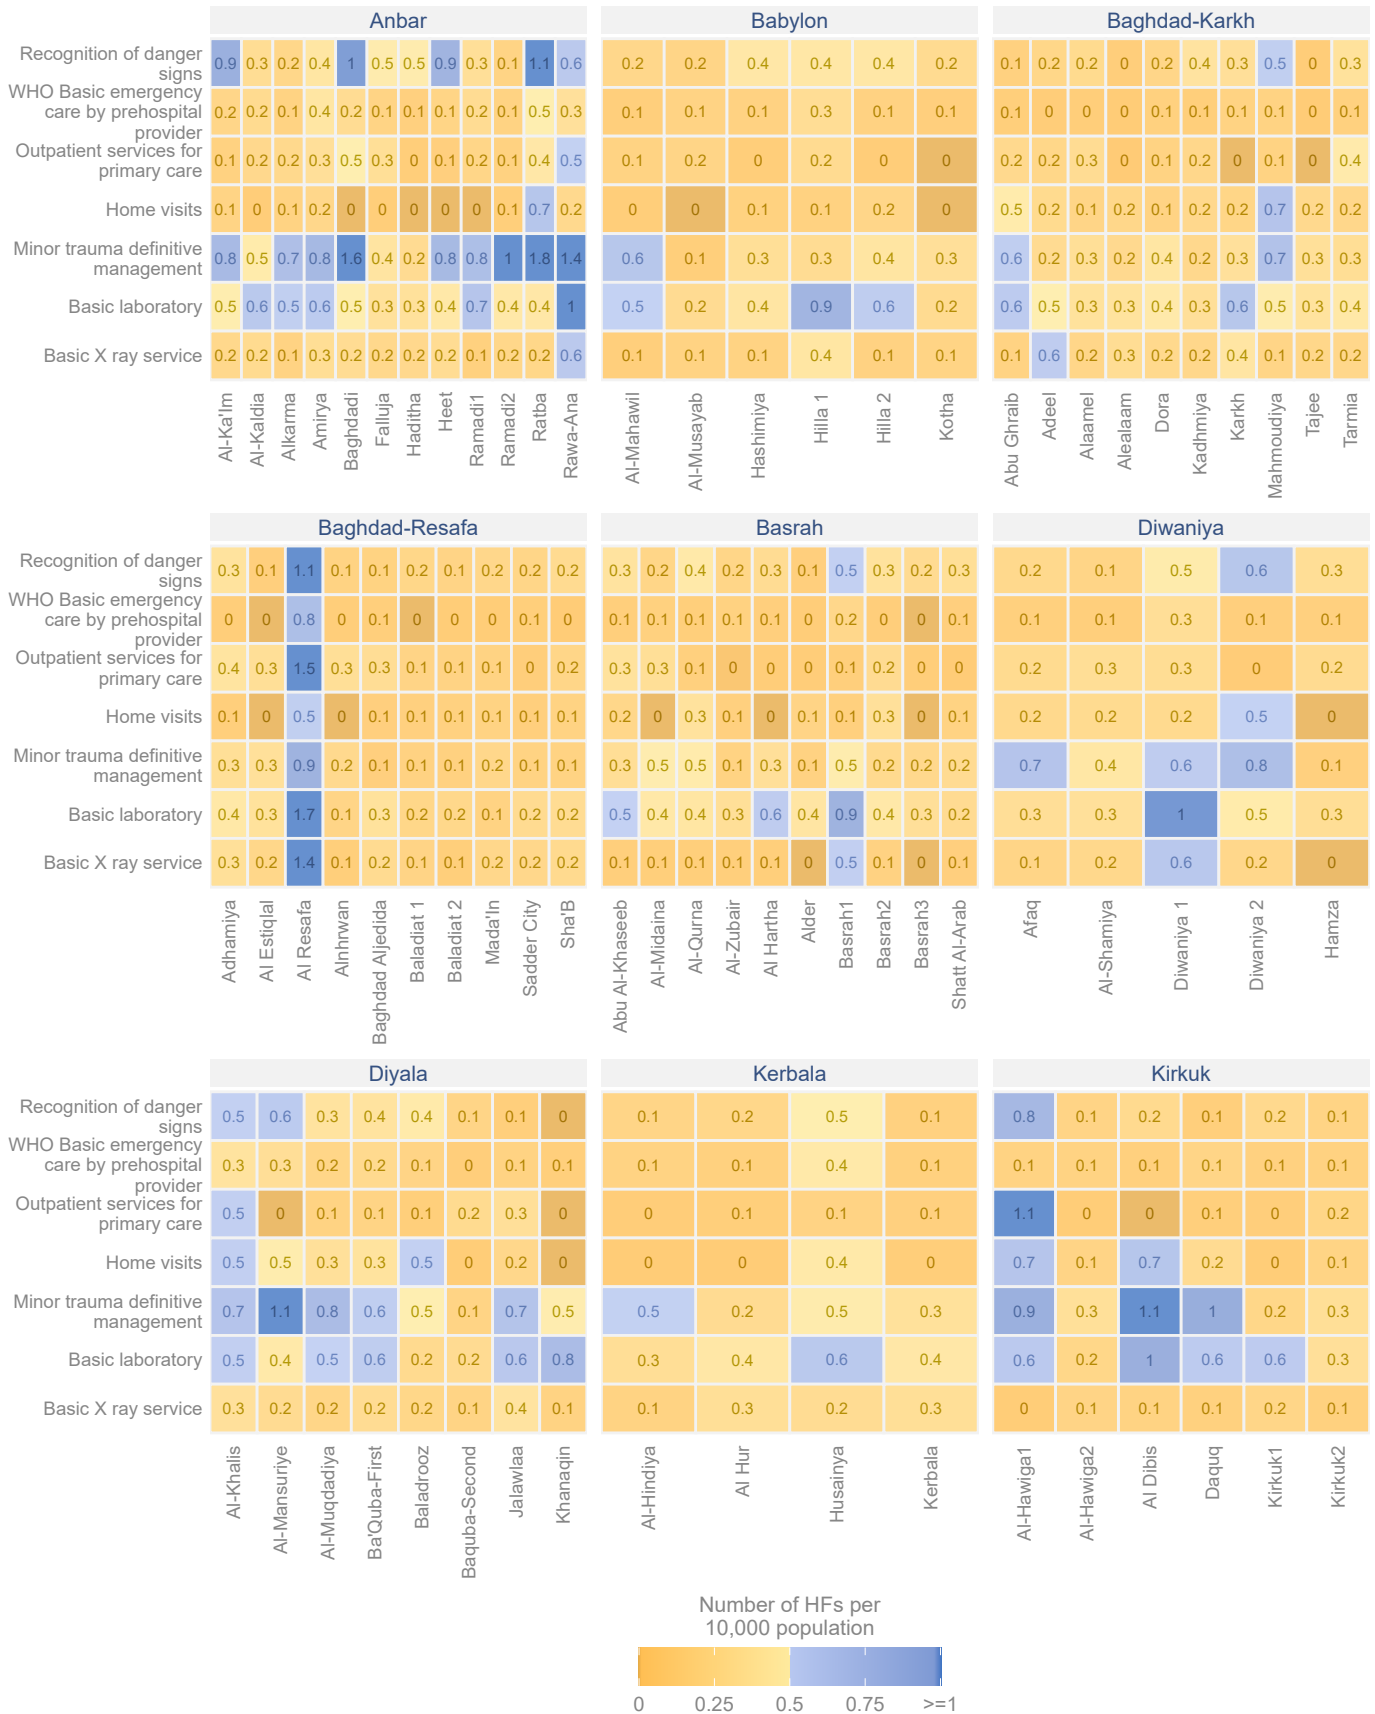 Anbar Babylon Baghdad-Karkh
Recognition of danger
signs
0.9 0.3 0.2 0.4 1 0.5 0.5 0.9 0.3 0.1 1.1 0.6 0.2 0.2 0.4 0.4 0.4 0.2 0.1 0.2 0.2 0 0.2 0.4 0.3 0.5 0 0.3
WHO Basic emergency
care by prehospital
provider
0.2 0.2 0.1 0.4 0.2 0.1 0.1 0.1 0.2 0.1 0.5 0.3 0.1 0.1 0.1 0.3 0.1 0.1 0.1 0 0 0 0.1 0.1 0.1 0.1 0.1 0.1
Outpatient services for
primary care
0.1 0.2 0.2 0.3 0.5 0.3 0 0.1 0.2 0.1 0.4 0.5 0.1 0.2 0 0.2 0 0 0.2 0.2 0.3 0 0.1 0.2 0 0.1 0 0.4
Home visits
0.1 0 0.1 0.2 0 0 0 0 0 0.1 0.7 0.2 0 0 0.1 0.1 0.2 0 0.5 0.2 0.1 0.2 0.1 0.2 0.2 0.7 0.2 0.2
Minor trauma definitive
management
0.8 0.5 0.7 0.8 1.6 0.4 0.2 0.8 0.8 1 1.8 1.4 0.6 0.1 0.3 0.3 0.4 0.3 0.6 0.2 0.3 0.2 0.4 0.2 0.3 0.7 0.3 0.3
Basic laboratory
0.5 0.6 0.5 0.6 0.5 0.3 0.3 0.4 0.7 0.4 0.4 1 0.5 0.2 0.4 0.9 0.6 0.2 0.6 0.5 0.3 0.3 0.4 0.3 0.6 0.5 0.3 0.4
Basic X ray service
0.2 0.2 0.1 0.3 0.2 0.2 0.2 0.2 0.1 0.2 0.2 0.6 0.1 0.1 0.1 0.4 0.1 0.1 0.1 0.6 0.2 0.3 0.2 0.2 0.4 0.1 0.2 0.2
Al-Ka'Im
Al-Kaldia
Alkarma
Amirya
Baghdadi
Falluja
Haditha
Heet
Ramadi1
Ramadi2
Ratba
Rawa-Ana
Al-Mahawil
Al-Musayab
Hashimiya
Hilla 1
Hilla 2
Kotha
Abu Ghraib
Adeel
Alaamel
Alealaam
Dora
Kadhmiya
Karkh
Mahmoudiya
Tajee
Tarmia
Baghdad-Resafa Basrah Diwaniya
Recognition of danger
signs
0.3 0.1 1.1 0.1 0.1 0.2 0.1 0.2 0.2 0.2 0.3 0.2 0.4 0.2 0.3 0.1 0.5 0.3 0.2 0.3 0.2 0.1 0.5 0.6 0.3
WHO Basic emergency
care by prehospital
provider
0 0 0.8 0 0.1 0 0 0 0.1 0 0.1 0.1 0.1 0.1 0.1 0 0.2 0 0 0.1 0.1 0.1 0.3 0.1 0.1
Outpatient services for
primary care
0.4 0.3 1.5 0.3 0.3 0.1 0.1 0.1 0 0.2 0.3 0.3 0.1 0 0 0 0.1 0.2 0 0 0.2 0.3 0.3 0 0.2
Home visits
0.1 0 0.5 0 0.1 0.1 0.1 0.1 0.1 0.1 0.2 0 0.3 0.1 0 0.1 0.1 0.3 0 0.1 0.2 0.2 0.2 0.5 0
Minor trauma definitive
management
0.3 0.3 0.9 0.2 0.1 0.1 0.1 0.2 0.1 0.1 0.3 0.5 0.5 0.1 0.3 0.1 0.5 0.2 0.2 0.2 0.7 0.4 0.6 0.8 0.1
Basic laboratory
0.4 0.3 1.7 0.1 0.3 0.2 0.2 0.1 0.2 0.2 0.5 0.4 0.4 0.3 0.6 0.4 0.9 0.4 0.3 0.2 0.3 0.3 1 0.5 0.3
Basic X ray service
0.3 0.2 1.4 0.1 0.2 0.1 0.1 0.2 0.2 0.2 0.1 0.1 0.1 0.1 0.1 0 0.5 0.1 0 0.1 0.1 0.2 0.6 0.2 0
Adhamiya
Al Estiqlal
Al Resafa
Alnhrwan
Baghdad Aljedida
Baladiat 1
Baladiat 2
Mada'In
Sadder City
Sha'B
Abu Al-Khaseeb
Al-Midaina
Al-Qurna
Al-Zubair
Al Hartha
Alder
Basrah1
Basrah2
Basrah3
Shatt Al-Arab
Afaq
Al-Shamiya
Diwaniya 1
Diwaniya 2
Hamza
Diyala Kerbala Kirkuk
Recognition of danger
signs
0.5 0.6 0.3 0.4 0.4 0.1 0.1 0 0.1 0.2 0.5 0.1 0.8 0.1 0.2 0.1 0.2 0.1
WHO Basic emergency
care by prehospital
provider
0.3 0.3 0.2 0.2 0.1 0 0.1 0.1 0.1 0.1 0.4 0.1 0.1 0.1 0.1 0.1 0.1 0.1
Outpatient services for
primary care
0.5 0 0.1 0.1 0.1 0.2 0.3 0 0 0.1 0.1 0.1 1.1 0 0 0.1 0 0.2
Home visits
0.5 0.5 0.3 0.3 0.5 0 0.2 0 0 0 0.4 0 0.7 0.1 0.7 0.2 0 0.1
Minor trauma definitive
management
0.7 1.1 0.8 0.6 0.5 0.1 0.7 0.5 0.5 0.2 0.5 0.3 0.9 0.3 1.1 1 0.2 0.3
Basic laboratory
0.5 0.4 0.5 0.6 0.2 0.2 0.6 0.8 0.3 0.4 0.6 0.4 0.6 0.2 1 0.6 0.6 0.3
Basic X ray service
0.3 0.2 0.2 0.2 0.2 0.1 0.4 0.1 0.1 0.3 0.2 0.3 0 0.1 0.1 0.1 0.2 0.1
Al-Khalis
Al-Mansuriye
Al-Muqdadiya
Ba'Quba-First
Baladrooz
Baquba-Second
Jalawlaa
Khanaqin
Al-Hindiya
Al Hur
Husainya
Kerbala
Al-Hawiga1
Al-Hawiga2
Al Dibis
Daquq
Kirkuk1
Kirkuk2
Number of HFs per
10,000 population
0 0.25 0.5 0.75 >=1